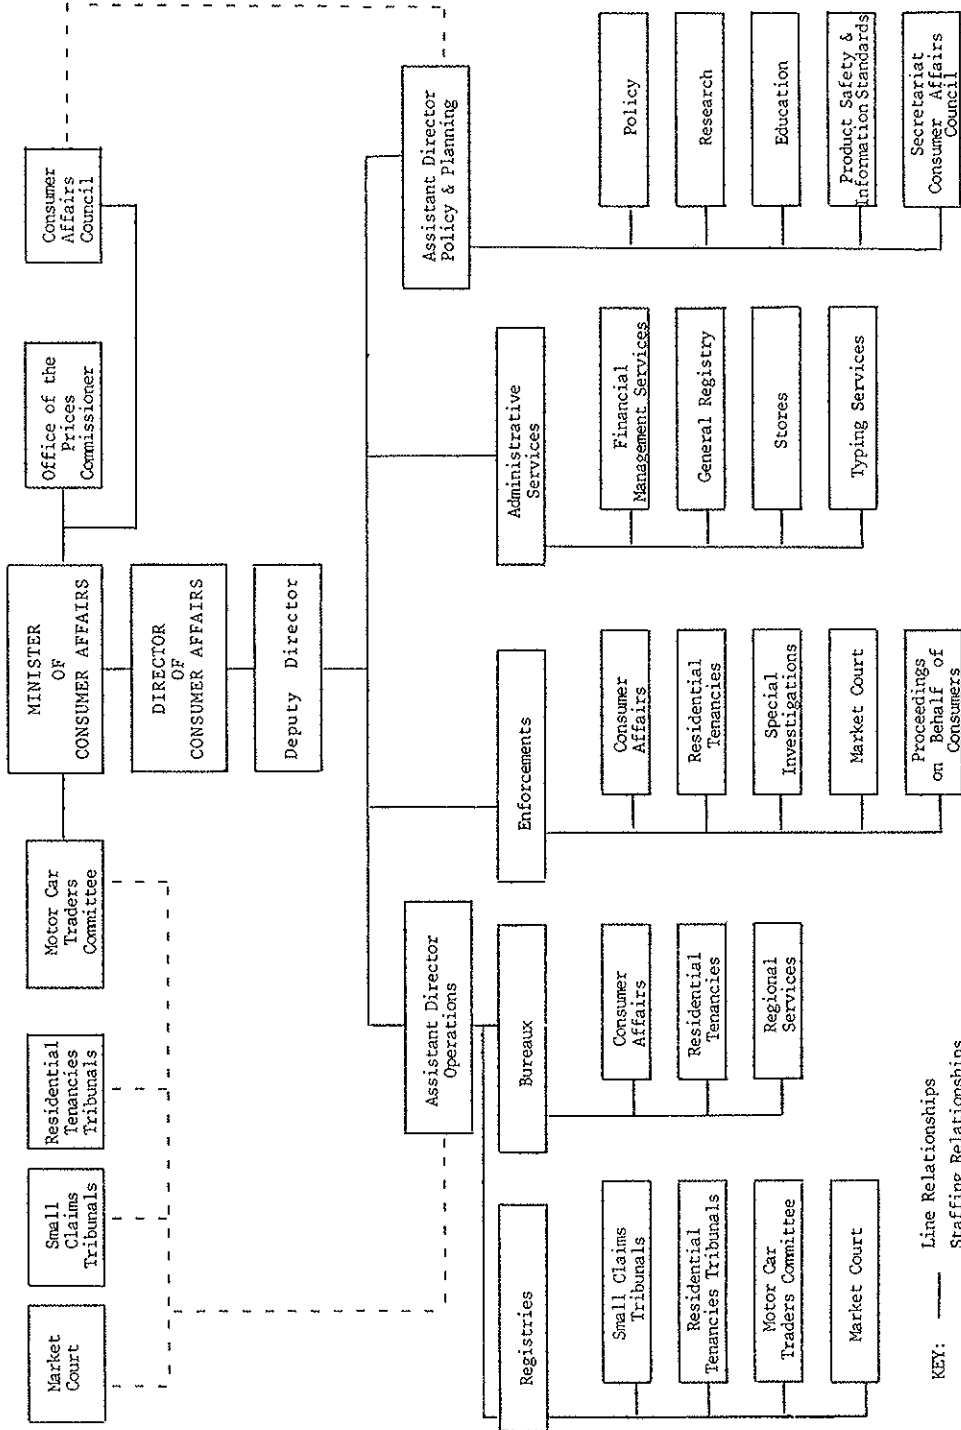 Market
Court
Small
Claims
Tribunals
Residential
Tenancies
Tribunals
Motor Car
Traders
Committee
MINISTER
OF
CONSUMER AFFAIRS
Office of the
Prices
Commissioner
Consumer
Affairs
Council
DIRECTOR
OF
CONSUMER AFFAIRS
Deputy Director
Assistant Director
Operations
Assistant Director
Policy & Planning
Registries
Bureaux
Enforcements
Administrative
Services
Small Claims
Tribunals
Residential
Tenancies Tribunals
Motor Car
Traders Committee
Market Court
Consumer
Affairs
Residential
Tenancies
Regional
Services
Consumer
Affairs
Residential
Tenancies
Special
Investigations
Market Court
Proceedings
on Behalf of
Consumers
Financial
Management Services
General Registry
Stores
Typing Services
Policy
Research
Education
Product Safety &
Information Standards
Secretariat
Consumer Affairs
Council
KEY: Line Relationships
Staffing Relationships